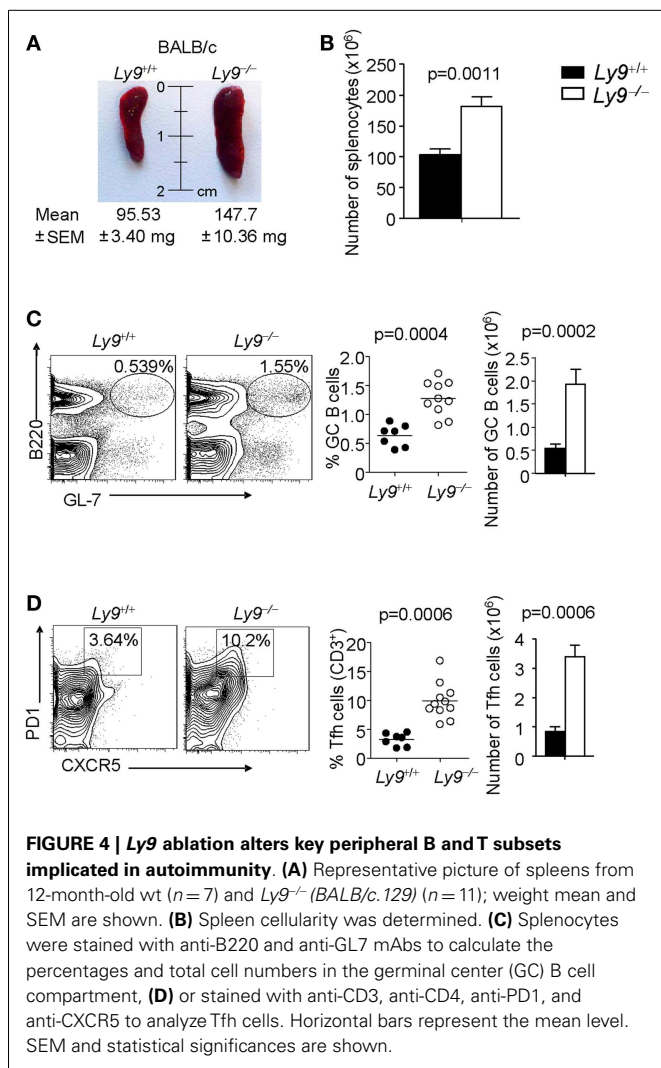 A
BALB/c
Ly9+/+ Ly9−/−
0
1
2 cm
Mean 95.53 147.7
±SEM ±3.40 mg ±10.36 mg
B
Number of splenocytes (x10⁶)
250
200
150
100
50
0
p=0.0011
Ly9+/+
Ly9−/−
C
Ly9+/+ Ly9−/−
0.539% 1.55%
B220
GL-7
p=0.0004
% GC B cells
2.0
1.5
1.0
0.5
0
Ly9+/+ Ly9−/−
p=0.0002
Number of GC B cells (x10⁶)
2.5
2.0
1.5
1.0
0.5
0
D
Ly9+/+ Ly9−/−
3.64% 10.2%
PD1
CXCR5
p=0.0006
% Tfh cells (CD3⁺)
20
15
10
5
0
Ly9+/+ Ly9−/−
p=0.0006
Number of Tfh cells (x10⁶)
4
3
2
1
0
FIGURE 4 | Ly9 ablation alters key peripheral B and T subsets
implicated in autoimmunity. (A) Representative picture of spleens from
12-month-old wt (n = 7) and Ly9−/− (BALB/c.129) (n = 11); weight mean and
SEM are shown. (B) Spleen cellularity was determined. (C) Splenocytes
were stained with anti-B220 and anti-GL7 mAbs to calculate the
percentages and total cell numbers in the germinal center (GC) B cell
compartment, (D) or stained with anti-CD3, anti-CD4, anti-PD1, and
anti-CXCR5 to analyze Tfh cells. Horizontal bars represent the mean level.
SEM and statistical significances are shown.